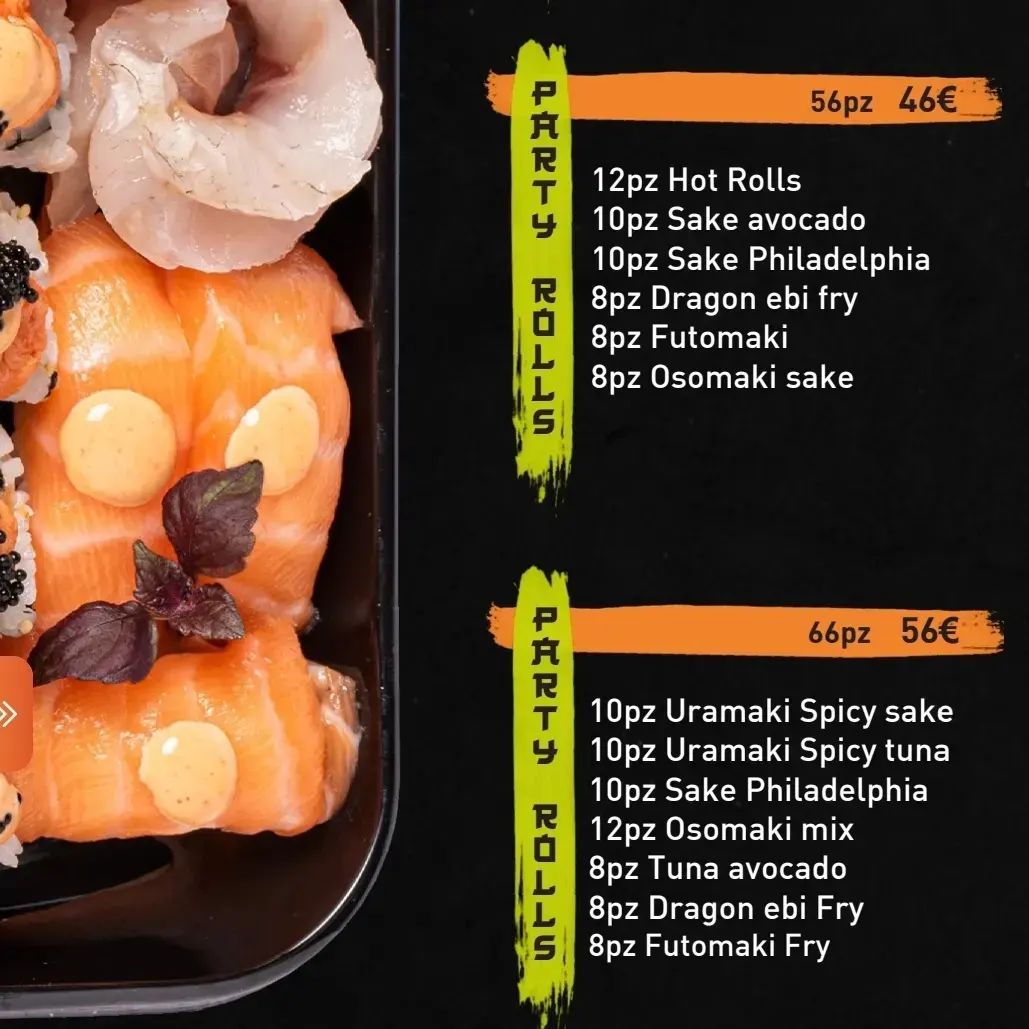 PARTY ROLLS
56pz 46€
12pz Hot Rolls
10pz Sake avocado
10pz Sake Philadelphia
8pz Dragon ebi fry
8pz Futomaki
8pz Osomaki sake
PARTY ROLLS
66pz 56€
10pz Uramaki Spicy sake
10pz Uramaki Spicy tuna
10pz Sake Philadelphia
12pz Osomaki mix
8pz Tuna avocado
8pz Dragon ebi Fry
8pz Futomaki Fry